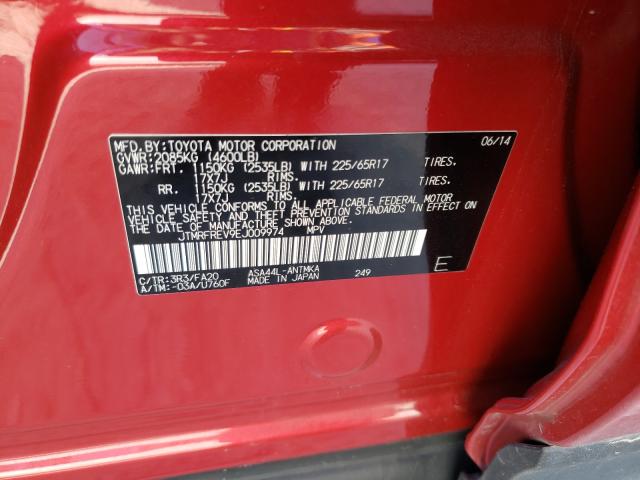 MFD.BY:TOYOTA MOTOR CORPORATION 06/14
GVWR:2085KG (4600LB)
GAWR:FRT. 1150KG (2535LB) WITH 225/65R17 TIRES.
17X7J RIMS.
RR. 1150KG (2535LB) WITH 225/65R17 TIRES.
17X7J RIMS.
THIS VEHICLE CONFORMS TO ALL APPLICABLE FEDERAL MOTOR
VEHICLE SAFETY AND THEFT PREVENTION STANDARDS IN EFFECT
ON THE DATE OF MANUFACTURE SHOWN ABOVE.
JTMRFREV9EJ009974 MPV
C/TR:3R3/FA20 ASA44L-ANTMKA 249
A/TM:-03A/U760F MADE IN JAPAN
E